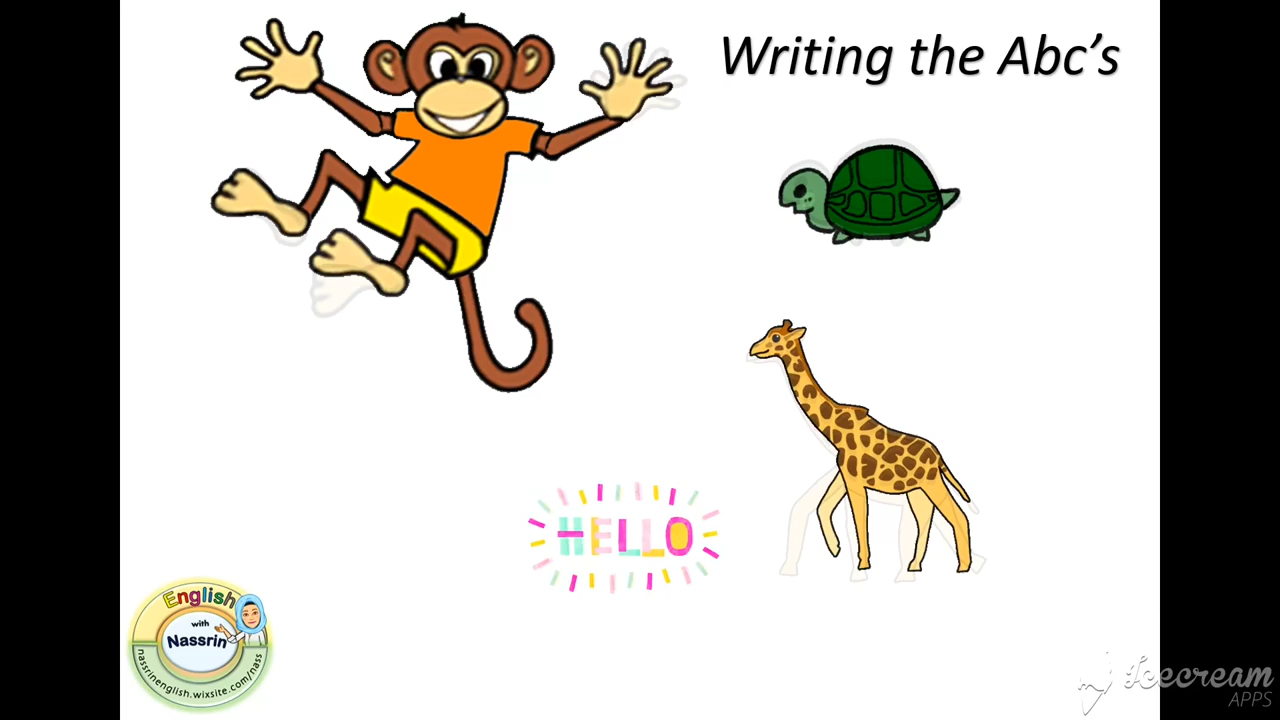 Writing the Abc's
HELLO
English
with
Nassrin
nassrinenglish.wixsite.com/nass
Icecream
APPS